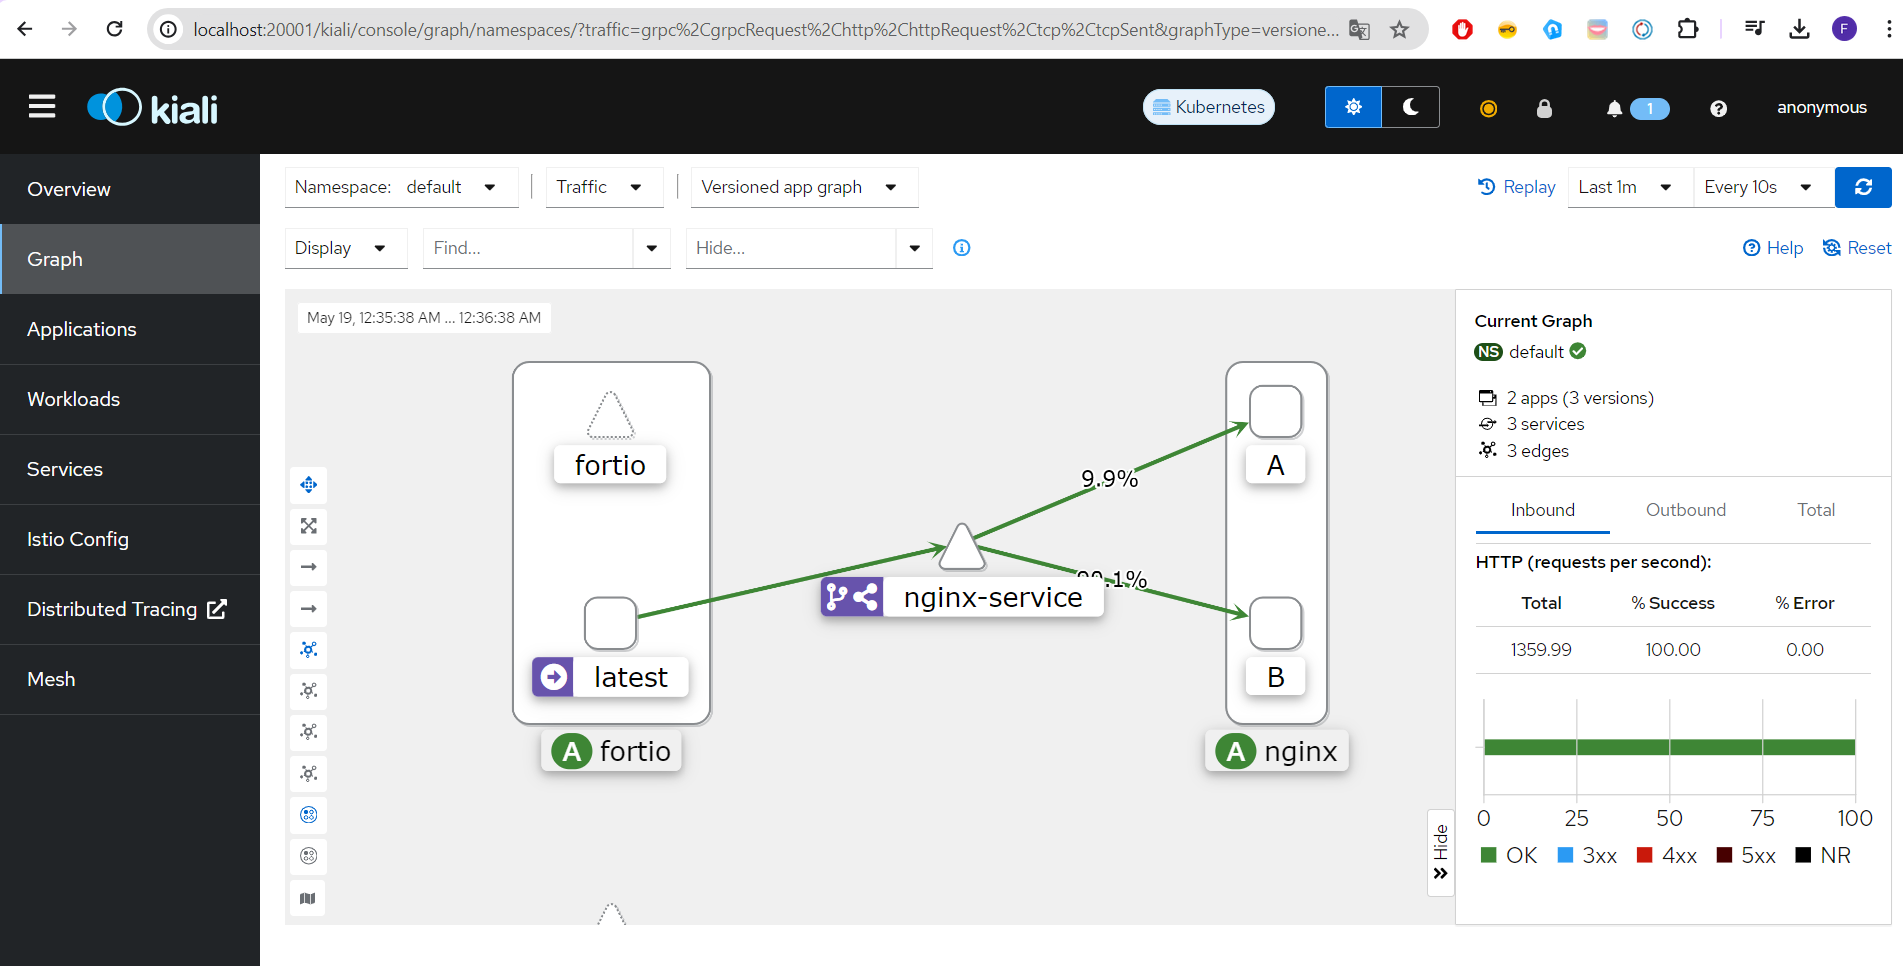 localhost:20001/kiali/console/graph/namespaces/?traffic=grpc%2CgrpcRequest%2Chttp%2ChttpRequest%2Ctcp%2CtcpSent&graphType=versione...
F
kiali
Kubernetes
1
anonymous
Overview
Graph
Applications
Workloads
Services
Istio Config
Distributed Tracing
Mesh
Namespace: default
Traffic
Versioned app graph
Replay
Last 1m
Every 10s
Display
Find...
Hide...
Help
Reset
May 19, 12:35:38 AM ... 12:36:38 AM
fortio
latest
A fortio
9.9%
nginx-service
A
B
A nginx
Hide
Current Graph
NS default
2 apps (3 versions)
3 services
3 edges
Inbound Outbound Total
HTTP (requests per second):
Total % Success % Error
1359.99 100.00 0.00
0 25 50 75 100
OK 3xx 4xx 5xx NR